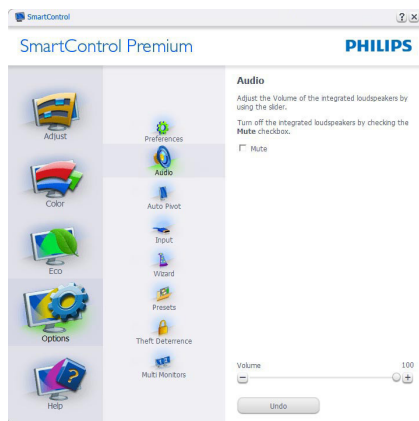 SmartControl
? ×
SmartControl Premium
PHILIPS
Adjust
Color
Eco
Options
Help
Preferences
Audio
Auto Pivot
Input
Wizard
Presets
Theft Deterrence
Multi Monitors
Audio
Adjust the Volume of the integrated loudspeakers by
using the slider.
Turn off the integrated loudspeakers by checking the
Mute checkbox.
Mute
Volume 100
Undo